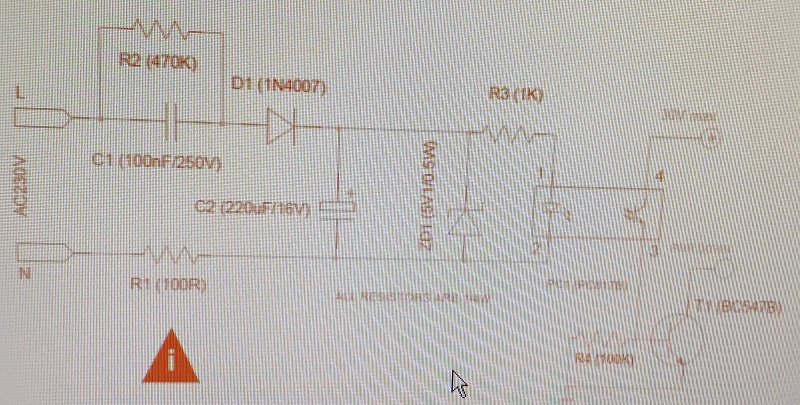 R2 (470K)
D1 (1N4007)
L
R3 (1K)
30V max
C1 (100nF/250V)
AC230V
ZD1 (5V1/0.5W)
1
4
C2 (220uF/16V)
2
3
N
R1 (100R)
ALL RESISTORS ARE 1/4W
PC1 (PC817B)
T1 (BC547B)
R4 (100K)
i